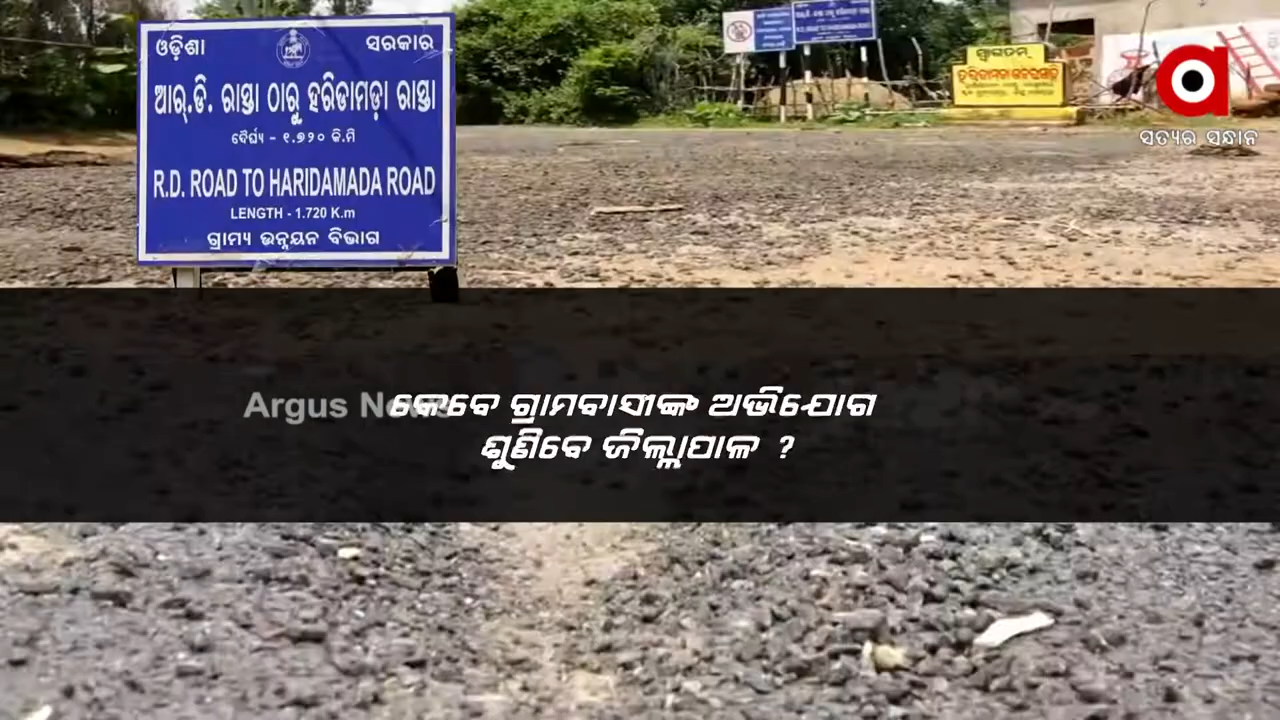 ଓଡ଼ିଶା ସରକାର
ଆର୍.ଡି. ରାସ୍ତା ଠାରୁ ହରିଡାମଡ଼ା ରାସ୍ତା
ଦୈର୍ଘ୍ୟ - ୧.୭୨୦ କି.ମି
R.D. ROAD TO HARIDAMADA ROAD
LENGTH - 1.720 K.m
ଗ୍ରାମ୍ୟ ଉନ୍ନୟନ ବିଭାଗ
ସ୍ବାଗତମ୍
a
ସତ୍ୟର ସନ୍ଧାନ
Argus News
କେବେ ଗ୍ରାମବାସୀଙ୍କ ଅଭିଯୋଗ
ଶୁଣିବେ ଜିଲ୍ଲାପାଳ ?